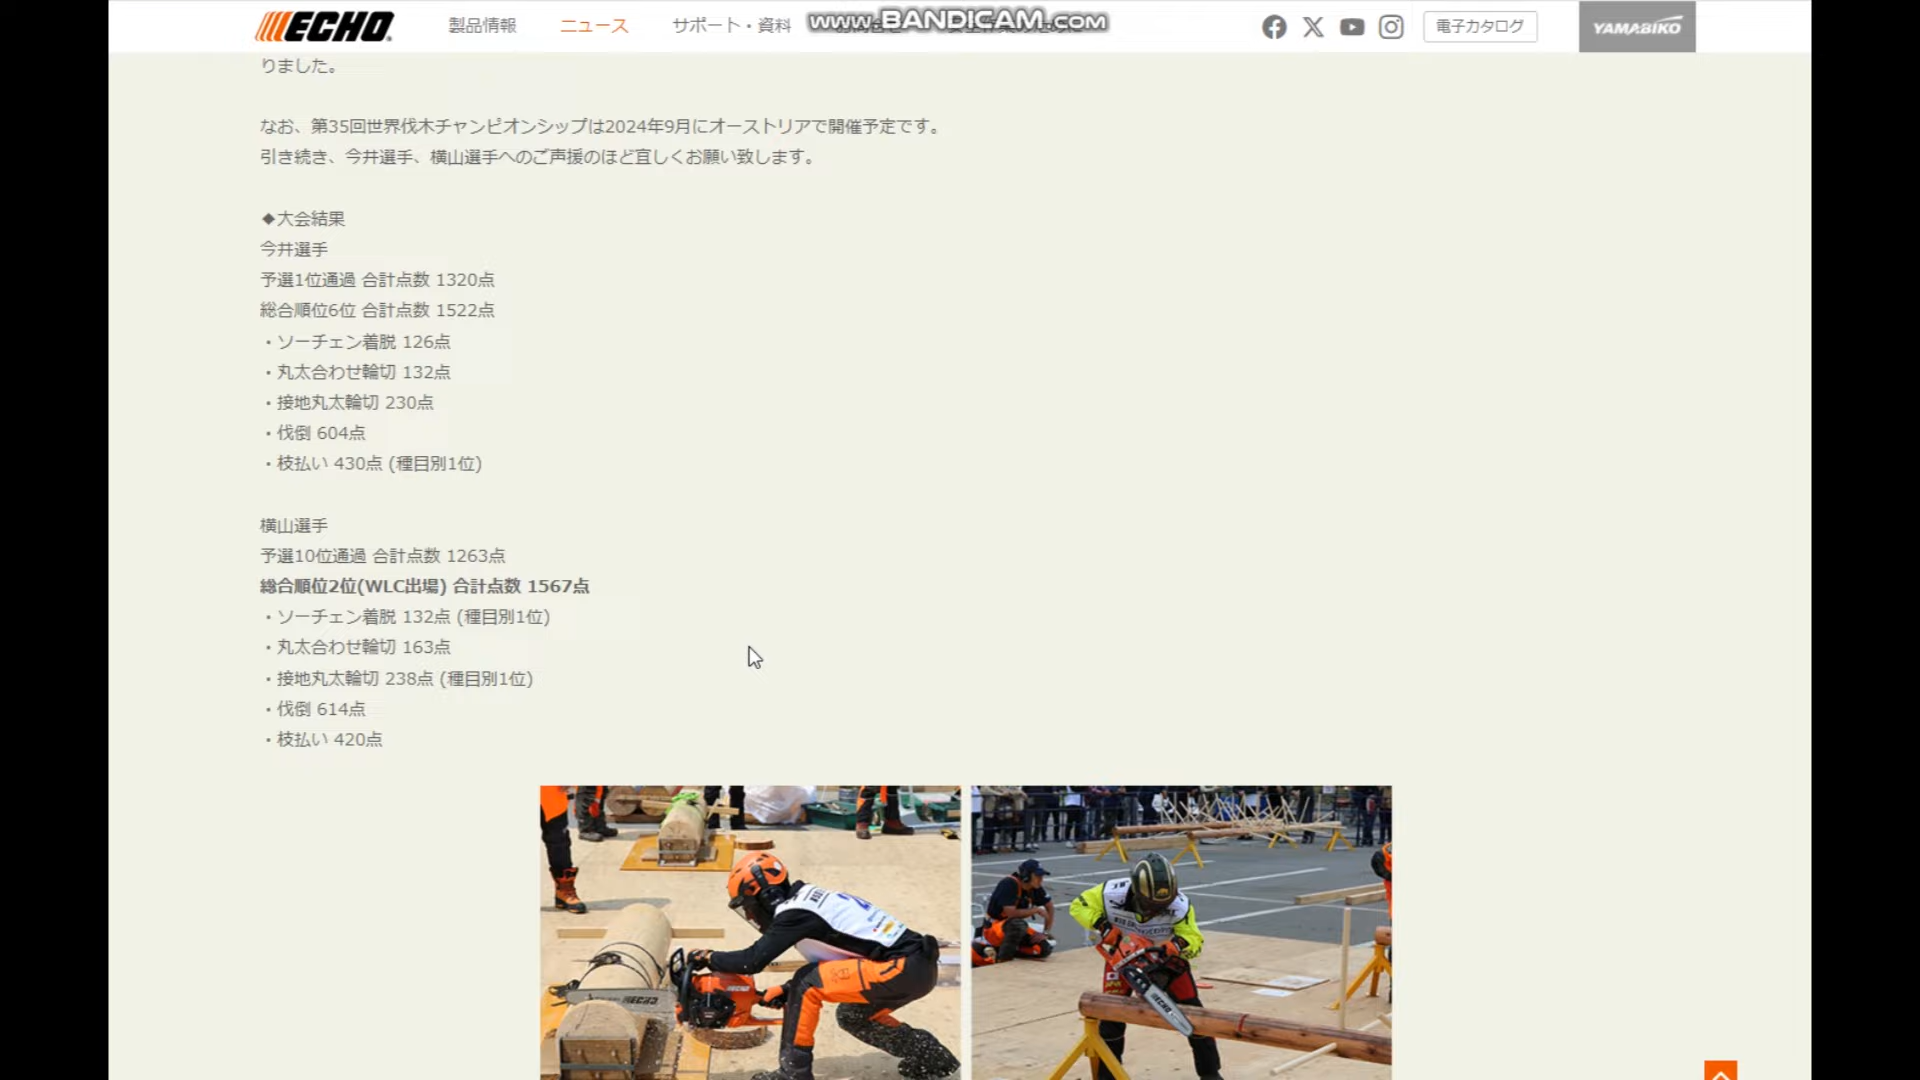 ECHO 製品情報 ニュース サポート・資料 www.BANDICAM.com 電子カタログ YAMABIKO
りました。
なお、第35回世界伐木チャンピオンシップは2024年9月にオーストリアで開催予定です。
引き続き、今井選手、横山選手へのご声援のほど宜しくお願い致します。
◆大会結果
今井選手
予選1位通過 合計点数 1320点
総合順位6位 合計点数 1522点
・ソーチェン着脱 126点
・丸太合わせ輪切 132点
・接地丸太輪切 230点
・伐倒 604点
・枝払い 430点 (種目別1位)
横山選手
予選10位通過 合計点数 1263点
総合順位2位(WLC出場) 合計点数 1567点
・ソーチェン着脱 132点 (種目別1位)
・丸太合わせ輪切 163点
・接地丸太輪切 238点 (種目別1位)
・伐倒 614点
・枝払い 420点
ECHO
ECHO